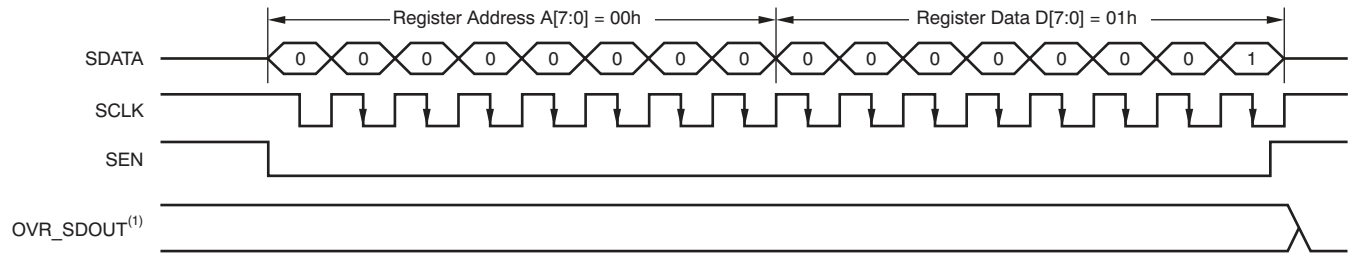 Register Address A[7:0] = 00h Register Data D[7:0] = 01h
SDATA 0 0 0 0 0 0 0 0 0 0 0 0 0 0 0 1
SCLK
SEN
OVR_SDOUT(1)